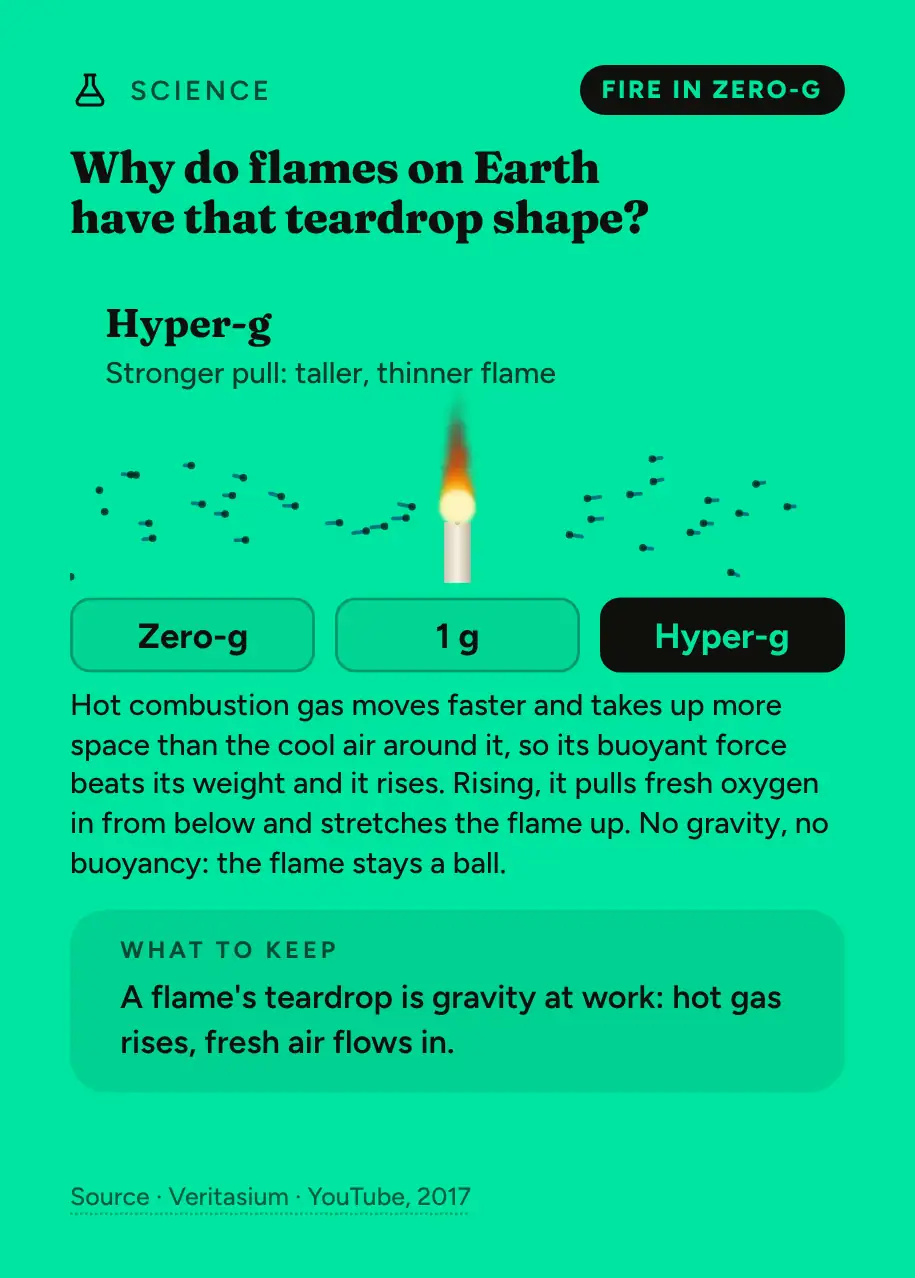 SCIENCE
FIRE IN ZERO-G
Why do flames on Earth
have that teardrop shape?
Hyper-g
Stronger pull: taller, thinner flame
Zero-g
1 g
Hyper-g
Hot combustion gas moves faster and takes up more
space than the cool air around it, so its buoyant force
beats its weight and it rises. Rising, it pulls fresh oxygen
in from below and stretches the flame up. No gravity, no
buoyancy: the flame stays a ball.
WHAT TO KEEP
A flame's teardrop is gravity at work: hot gas
rises, fresh air flows in.
Source · Veritasium · YouTube, 2017